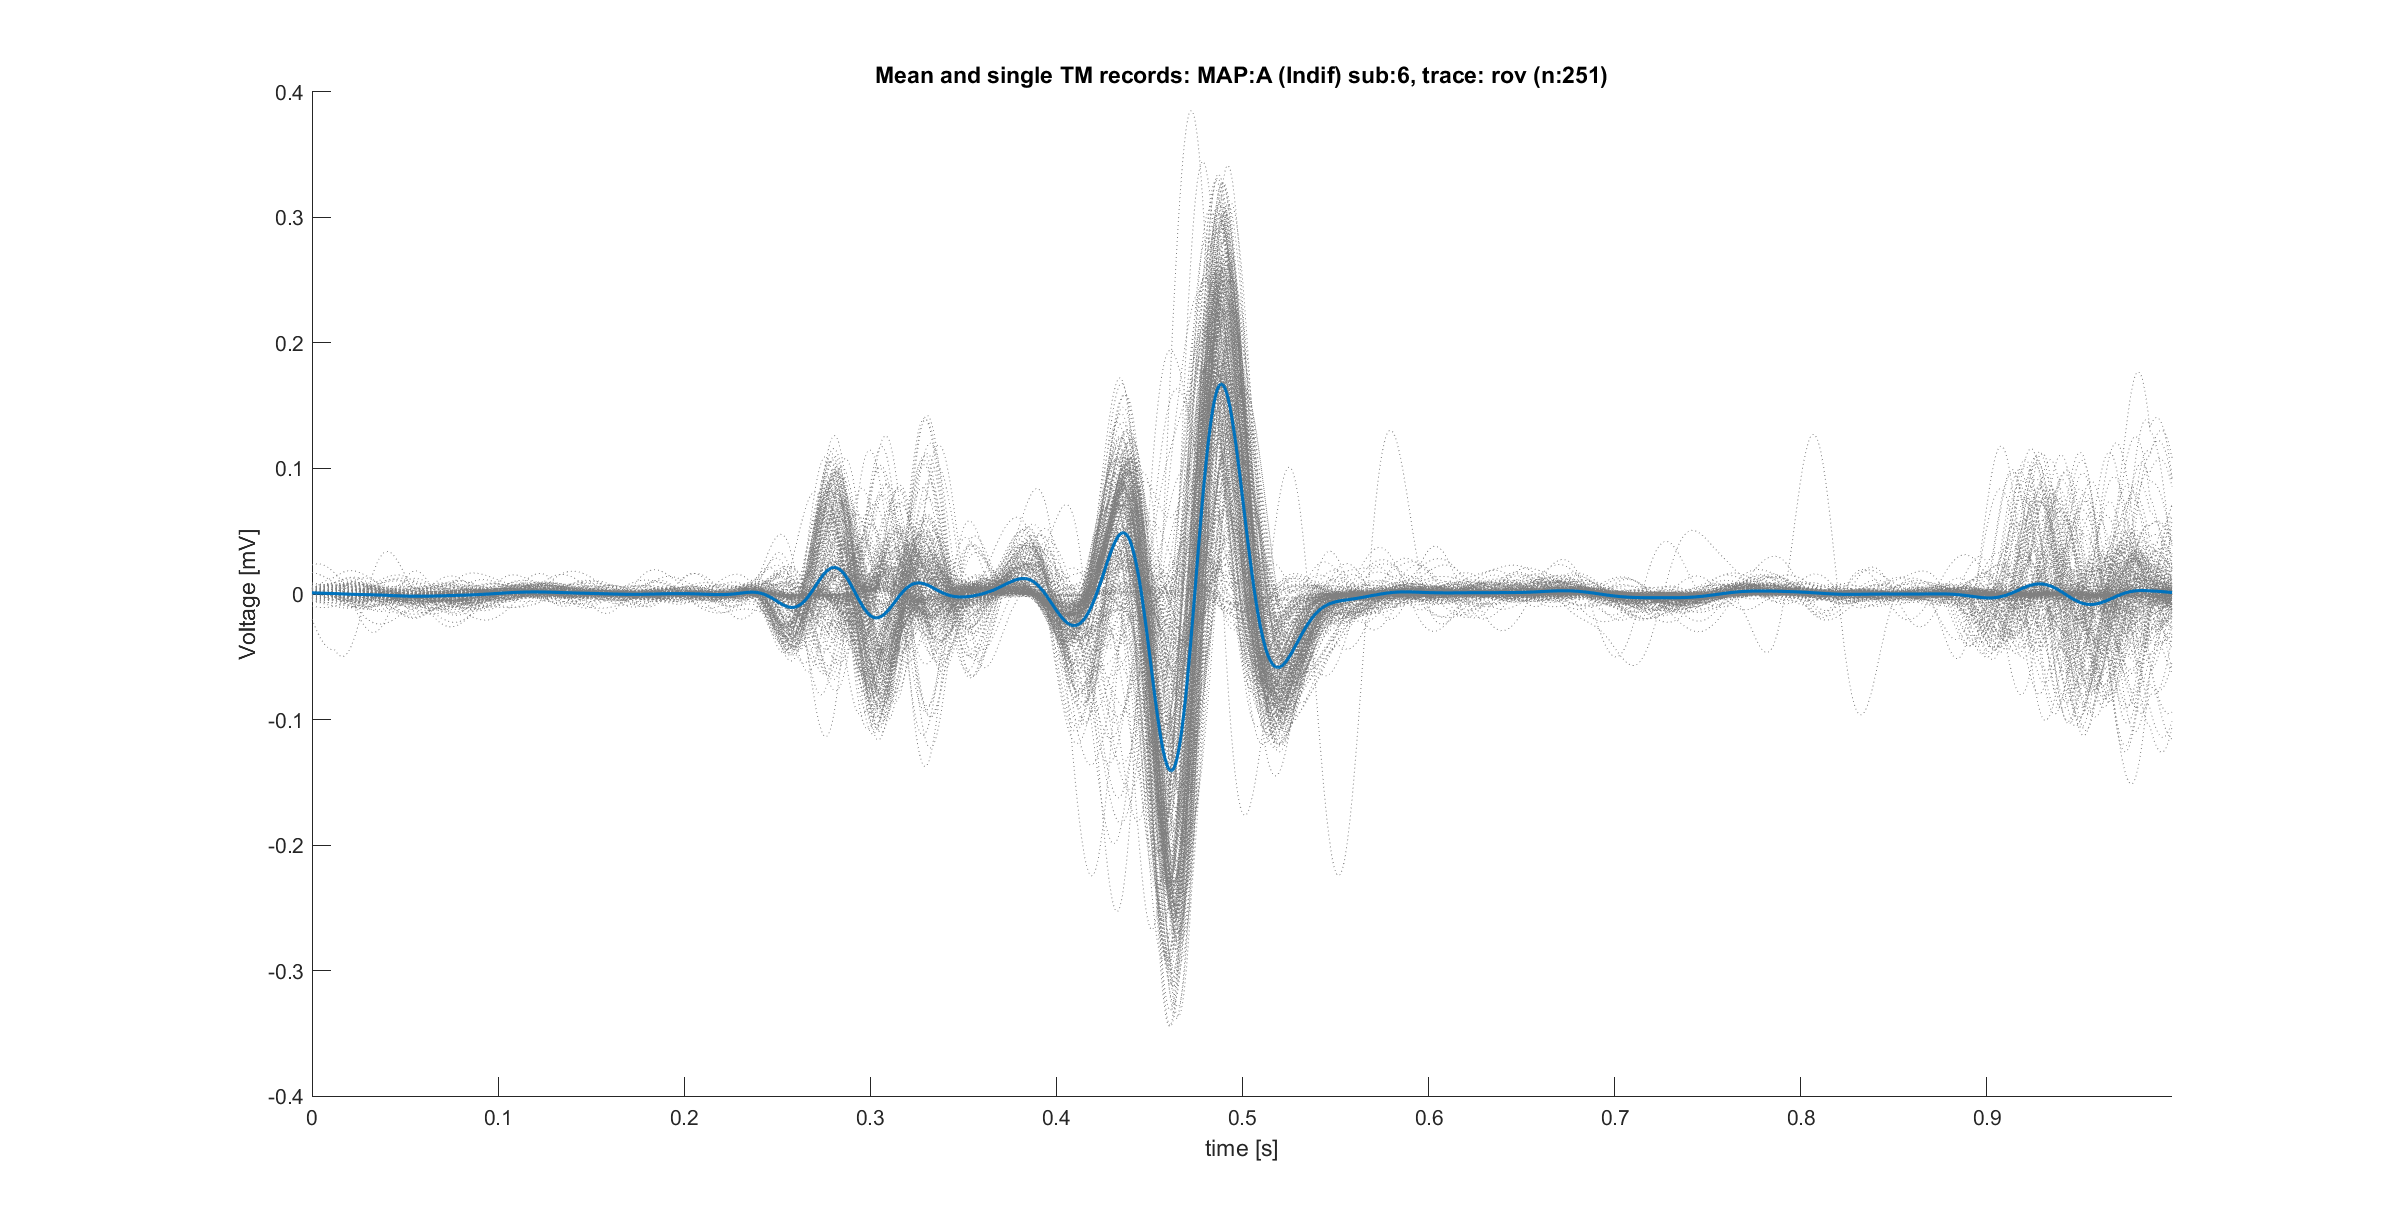 Mean and single TM records: MAP:A (Indif) sub:6, trace: rov (n:251)
0.4
0.3
0.2
0.1
0
-0.1
-0.2
-0.3
-0.4
Voltage [mV]
0 0.1 0.2 0.3 0.4 0.5 0.6 0.7 0.8 0.9
time [s]